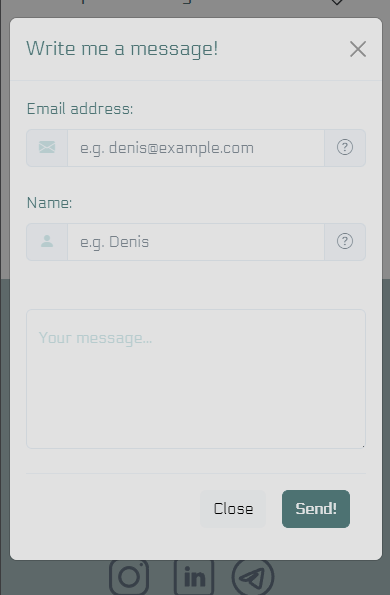 Write me a message!
Email address:
e.g. denis@example.com
Name:
e.g. Denis
Your message...
Close
Send!
in